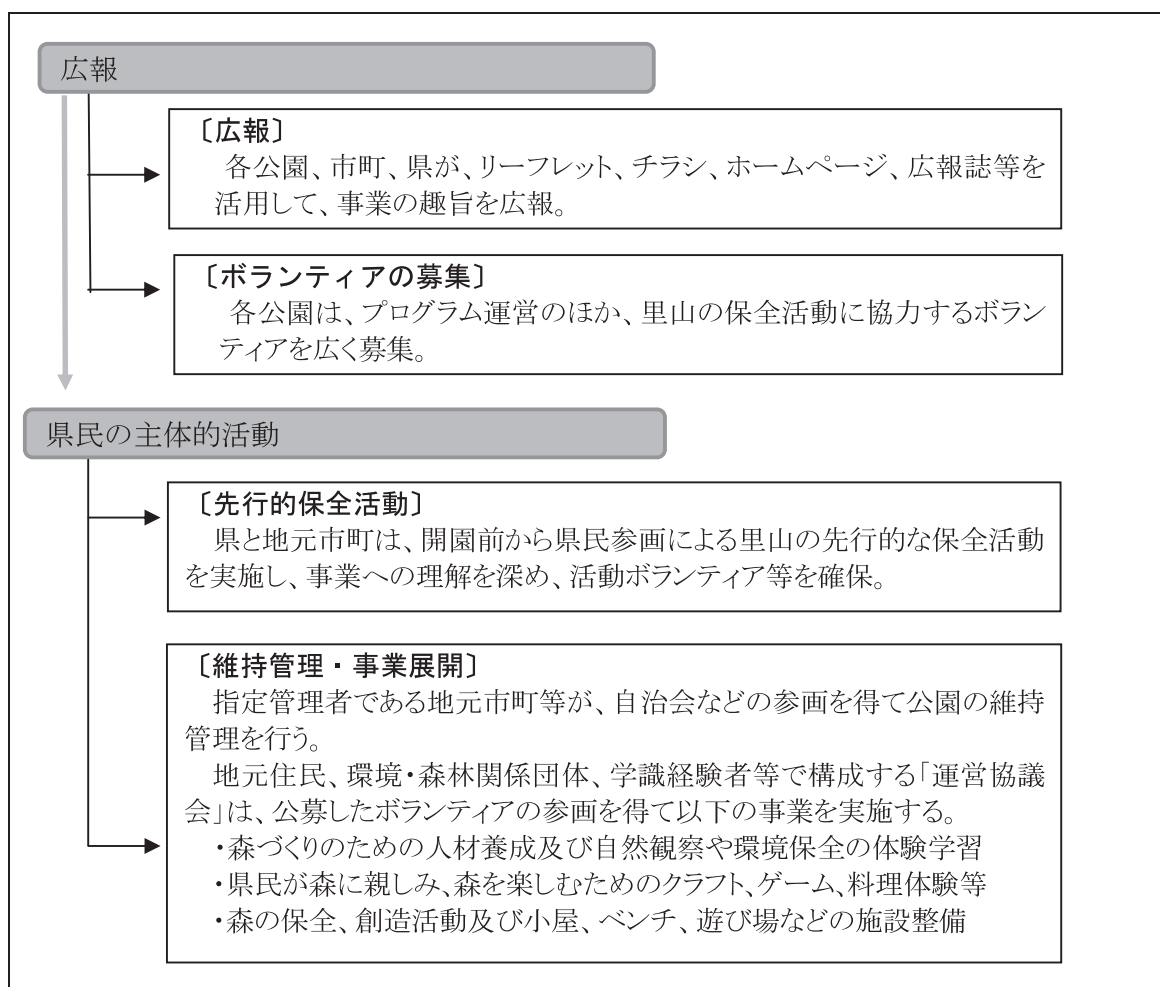 広報
〔広報〕
各公園、市町、県が、リーフレット、チラシ、ホームページ、広報誌等を
活用して、事業の趣旨を広報。
〔ボランティアの募集〕
各公園は、プログラム運営のほか、里山の保全活動に協力するボラン
ティアを広く募集。
県民の主体的活動
〔先行的保全活動〕
県と地元市町は、開園前から県民参画による里山の先行的な保全活動
を実施し、事業への理解を深め、活動ボランティア等を確保。
〔維持管理・事業展開〕
指定管理者である地元市町等が、自治会などの参画を得て公園の維持
管理を行う。
地元住民、環境・森林関係団体、学識経験者等で構成する「運営協議
会」は、公募したボランティアの参画を得て以下の事業を実施する。
・森づくりのための人材養成及び自然観察や環境保全の体験学習
・県民が森に親しみ、森を楽しむためのクラフト、ゲーム、料理体験等
・森の保全、創造活動及び小屋、ベンチ、遊び場などの施設整備